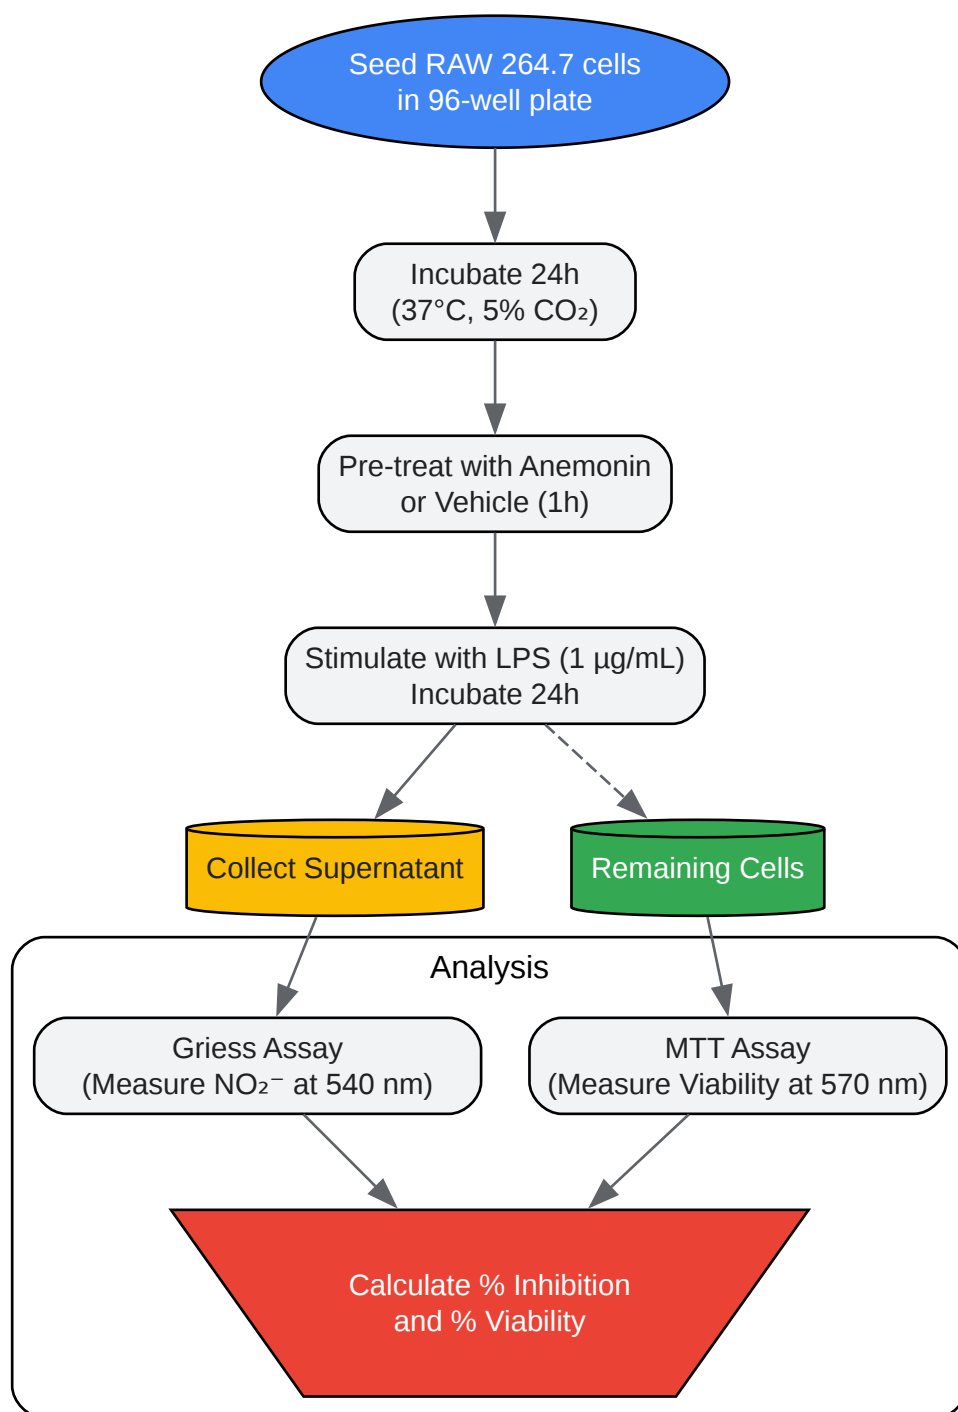 Seed RAW 264.7 cells
in 96-well plate
Incubate 24h
(37°C, 5% CO₂)
Pre-treat with Anemonin
or Vehicle (1h)
Stimulate with LPS (1 µg/mL)
Incubate 24h
Collect Supernatant
Remaining Cells
Analysis
Griess Assay
(Measure NO₂⁻ at 540 nm)
MTT Assay
(Measure Viability at 570 nm)
Calculate % Inhibition
and % Viability